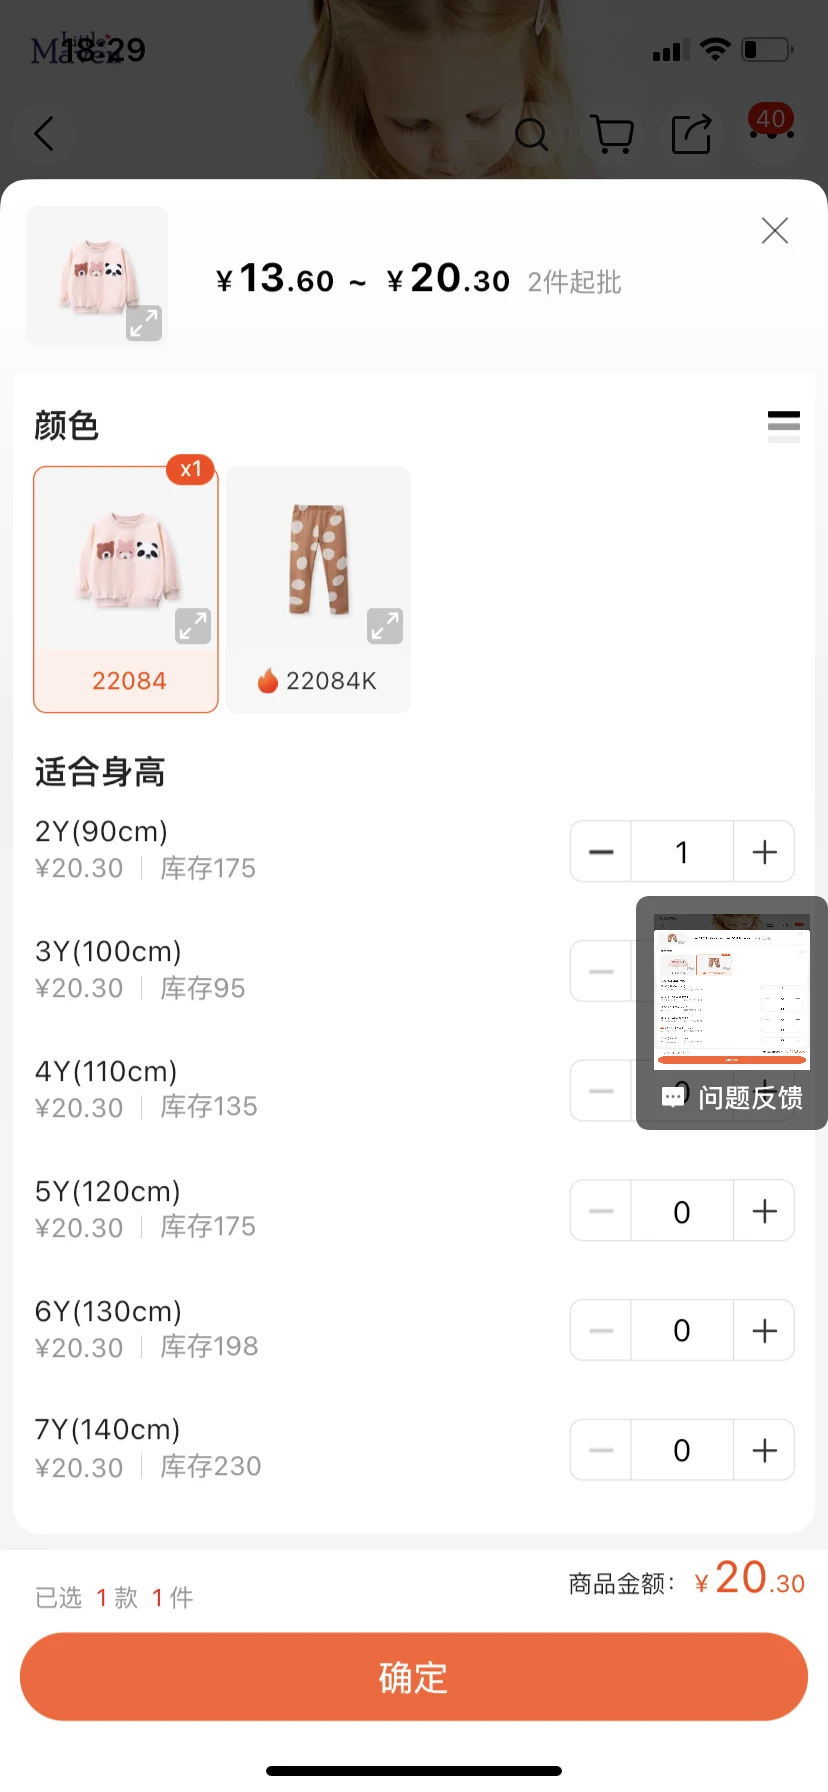 Little
Maven
18:29
40
¥13.60 ~ ¥20.30 2件起批
颜色
x1
22084
22084K
适合身高
2Y(90cm)
¥20.30 库存175
1
3Y(100cm)
¥20.30 库存95
4Y(110cm)
¥20.30 库存135
0
问题反馈
5Y(120cm)
¥20.30 库存175
0
6Y(130cm)
¥20.30 库存198
0
7Y(140cm)
¥20.30 库存230
0
已选 1 款 1 件
商品金额: ¥20.30
确定